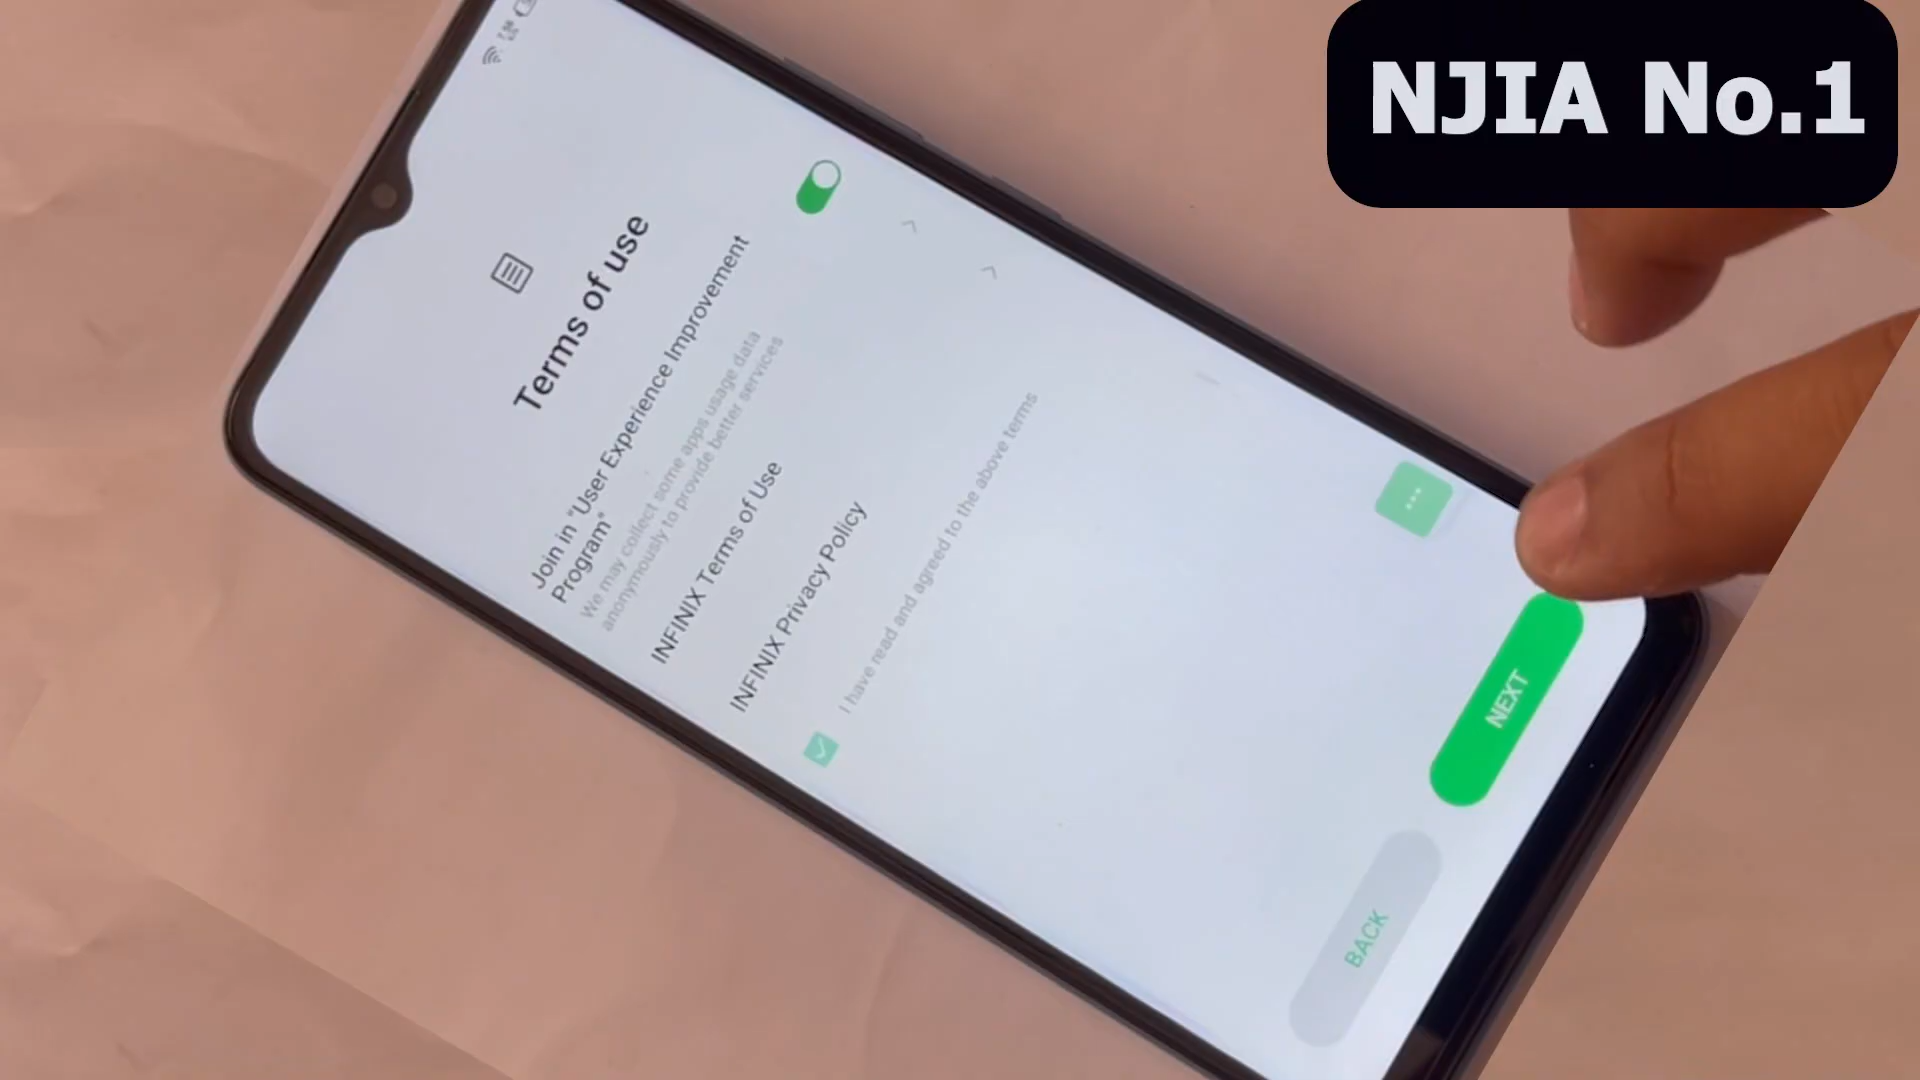 NJIA No.1
Terms of use
Join in "User Experience Improvement
Program"
We may collect some apps usage data
anonymously to provide better services
INFINIX Terms of Use
INFINIX Privacy Policy
I have read and agreed to the above terms
BACK
NEXT